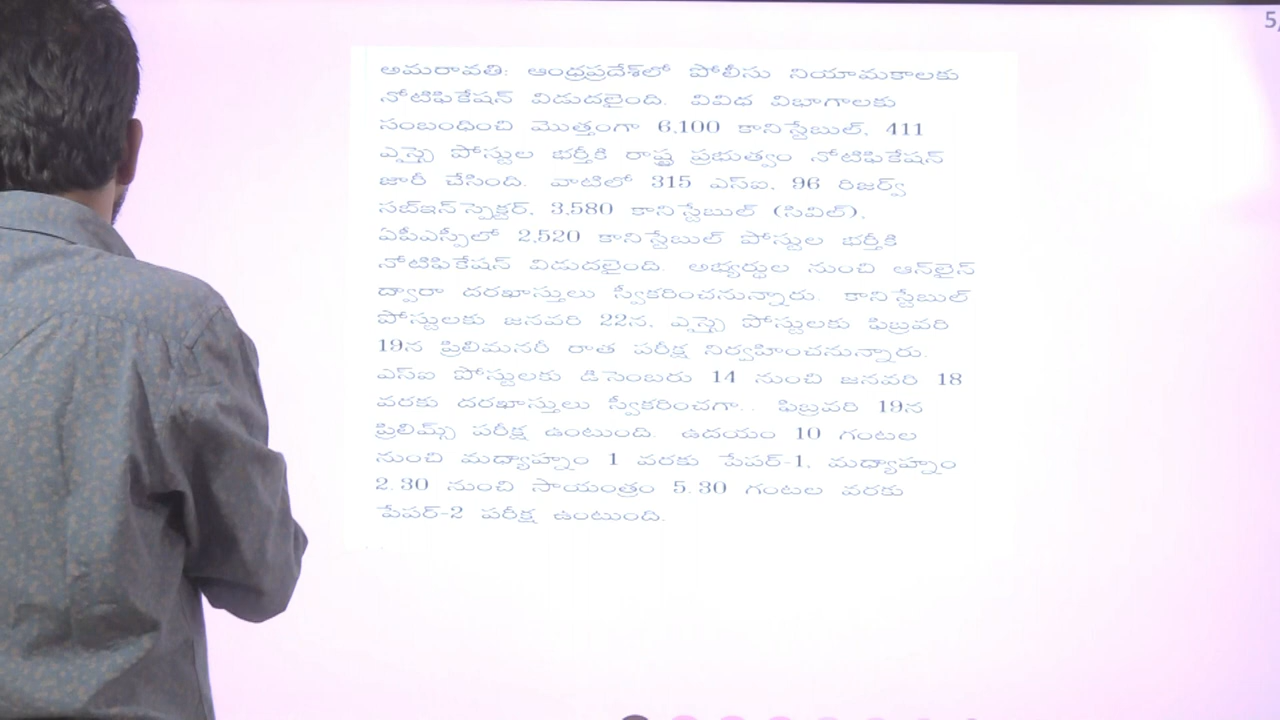 5/
అమరావతి: ఆంధ్రప్రదేశ్‌లో పోలీసు నియామకాలకు
నోటిఫికేషన్ విడుదలైంది. వివిధ విభాగాలకు
సంబంధించి మొత్తంగా 6,100 కానిస్టేబుల్, 411
ఎస్సై పోస్టుల భర్తీకి రాష్ట్ర ప్రభుత్వం నోటిఫికేషన్
జారీ చేసింది. వాటిలో 315 ఎస్ఐ, 96 రిజర్వ్
సబ్ఇన్‌స్పెక్టర్, 3,580 కానిస్టేబుల్ (సివిల్),
ఏపీఎస్పీలో 2,520 కానిస్టేబుల్ పోస్టుల భర్తీకి
నోటిఫికేషన్ విడుదలైంది. అభ్యర్థుల నుంచి ఆన్‌లైన్
ద్వారా దరఖాస్తులు స్వీకరించనున్నారు. కానిస్టేబుల్
పోస్టులకు జనవరి 22న, ఎస్సై పోస్టులకు ఫిబ్రవరి
19న ప్రిలిమినరీ రాత పరీక్ష నిర్వహించనున్నారు.
ఎస్ఐ పోస్టులకు డిసెంబరు 14 నుంచి జనవరి 18
వరకు దరఖాస్తులు స్వీకరించగా.. ఫిబ్రవరి 19న
ప్రిలిమ్స్ పరీక్ష ఉంటుంది. ఉదయం 10 గంటల
నుంచి మధ్యాహ్నం 1 వరకు పేపర్-1, మధ్యాహ్నం
2.30 నుంచి సాయంత్రం 5.30 గంటల వరకు
పేపర్-2 పరీక్ష ఉంటుంది.